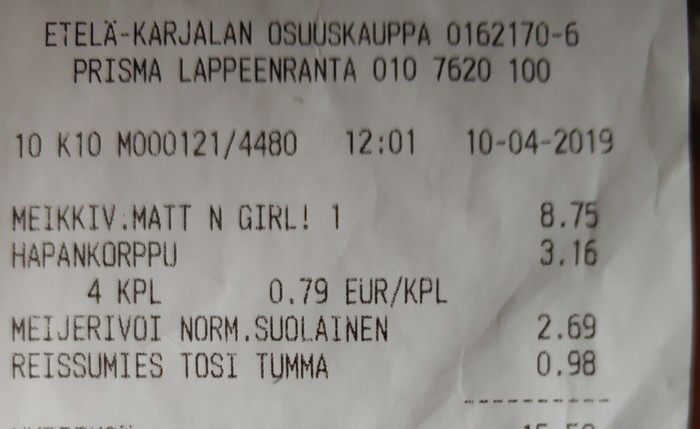 ETELÄ-KARJALAN OSUUSKAUPPA 0162170-6
PRISMA LAPPEENRANTA 010 7620 100
10 K10 M000121/4480 12:01 10-04-2019
MEIKKIV.MATT N GIRL! 1 8.75
HAPANKORPPU 3.16
4 KPL 0.79 EUR/KPL
MEIJERIVOI NORM.SUOLAINEN 2.69
REISSUMIES TOSI TUMMA 0.98
----------